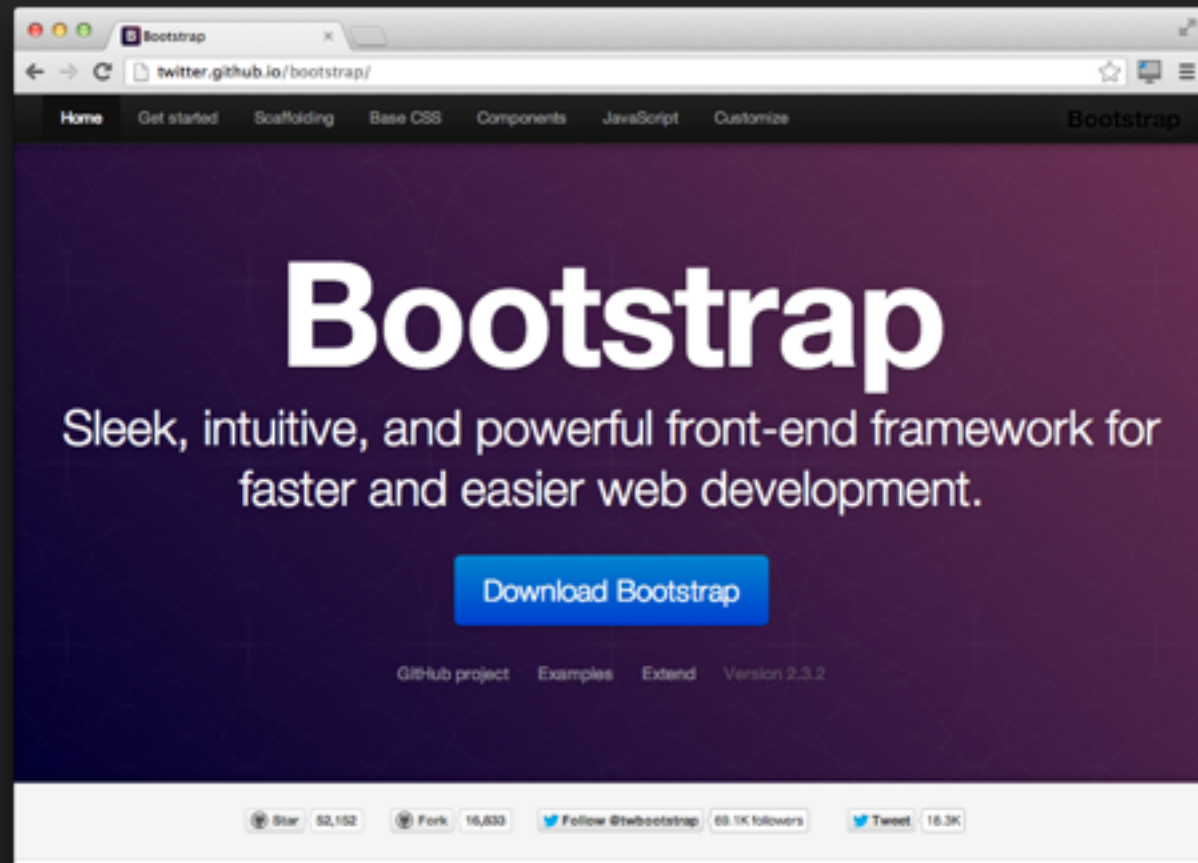 Bootstrap
twitter.github.io/bootstrap/
Home Get started Scaffolding Base CSS Components JavaScript Customize Bootstrap
Bootstrap
Sleek, intuitive, and powerful front-end framework for
faster and easier web development.
Download Bootstrap
GitHub project Examples Extend Version 2.3.2
Star 52,152 Fork 16,833 Follow @twbootstrap 69.1K followers Tweet 18.3K